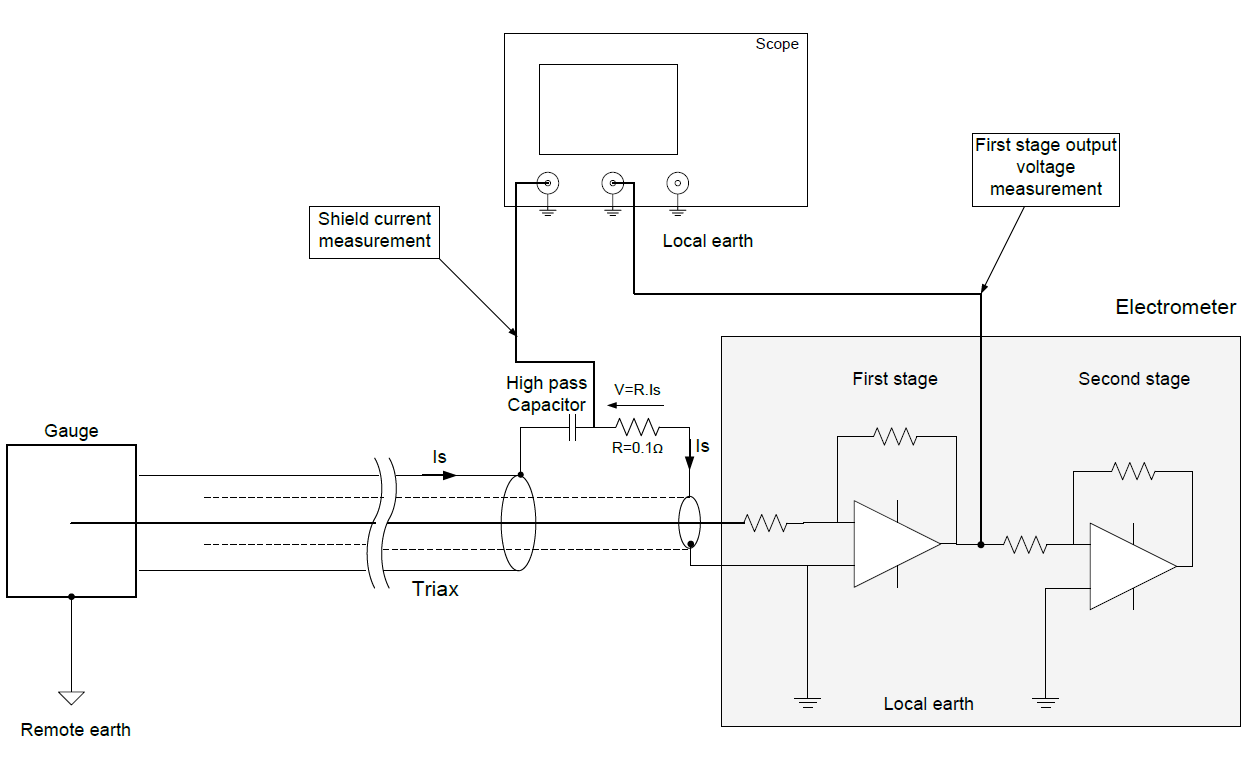 Scope
First stage output
voltage
measurement
Shield current
measurement
Local earth
Electrometer
High pass
Capacitor
V=R.Is
First stage
Second stage
Gauge
Is
R=0.1Ω
Is
Triax
Local earth
Remote earth